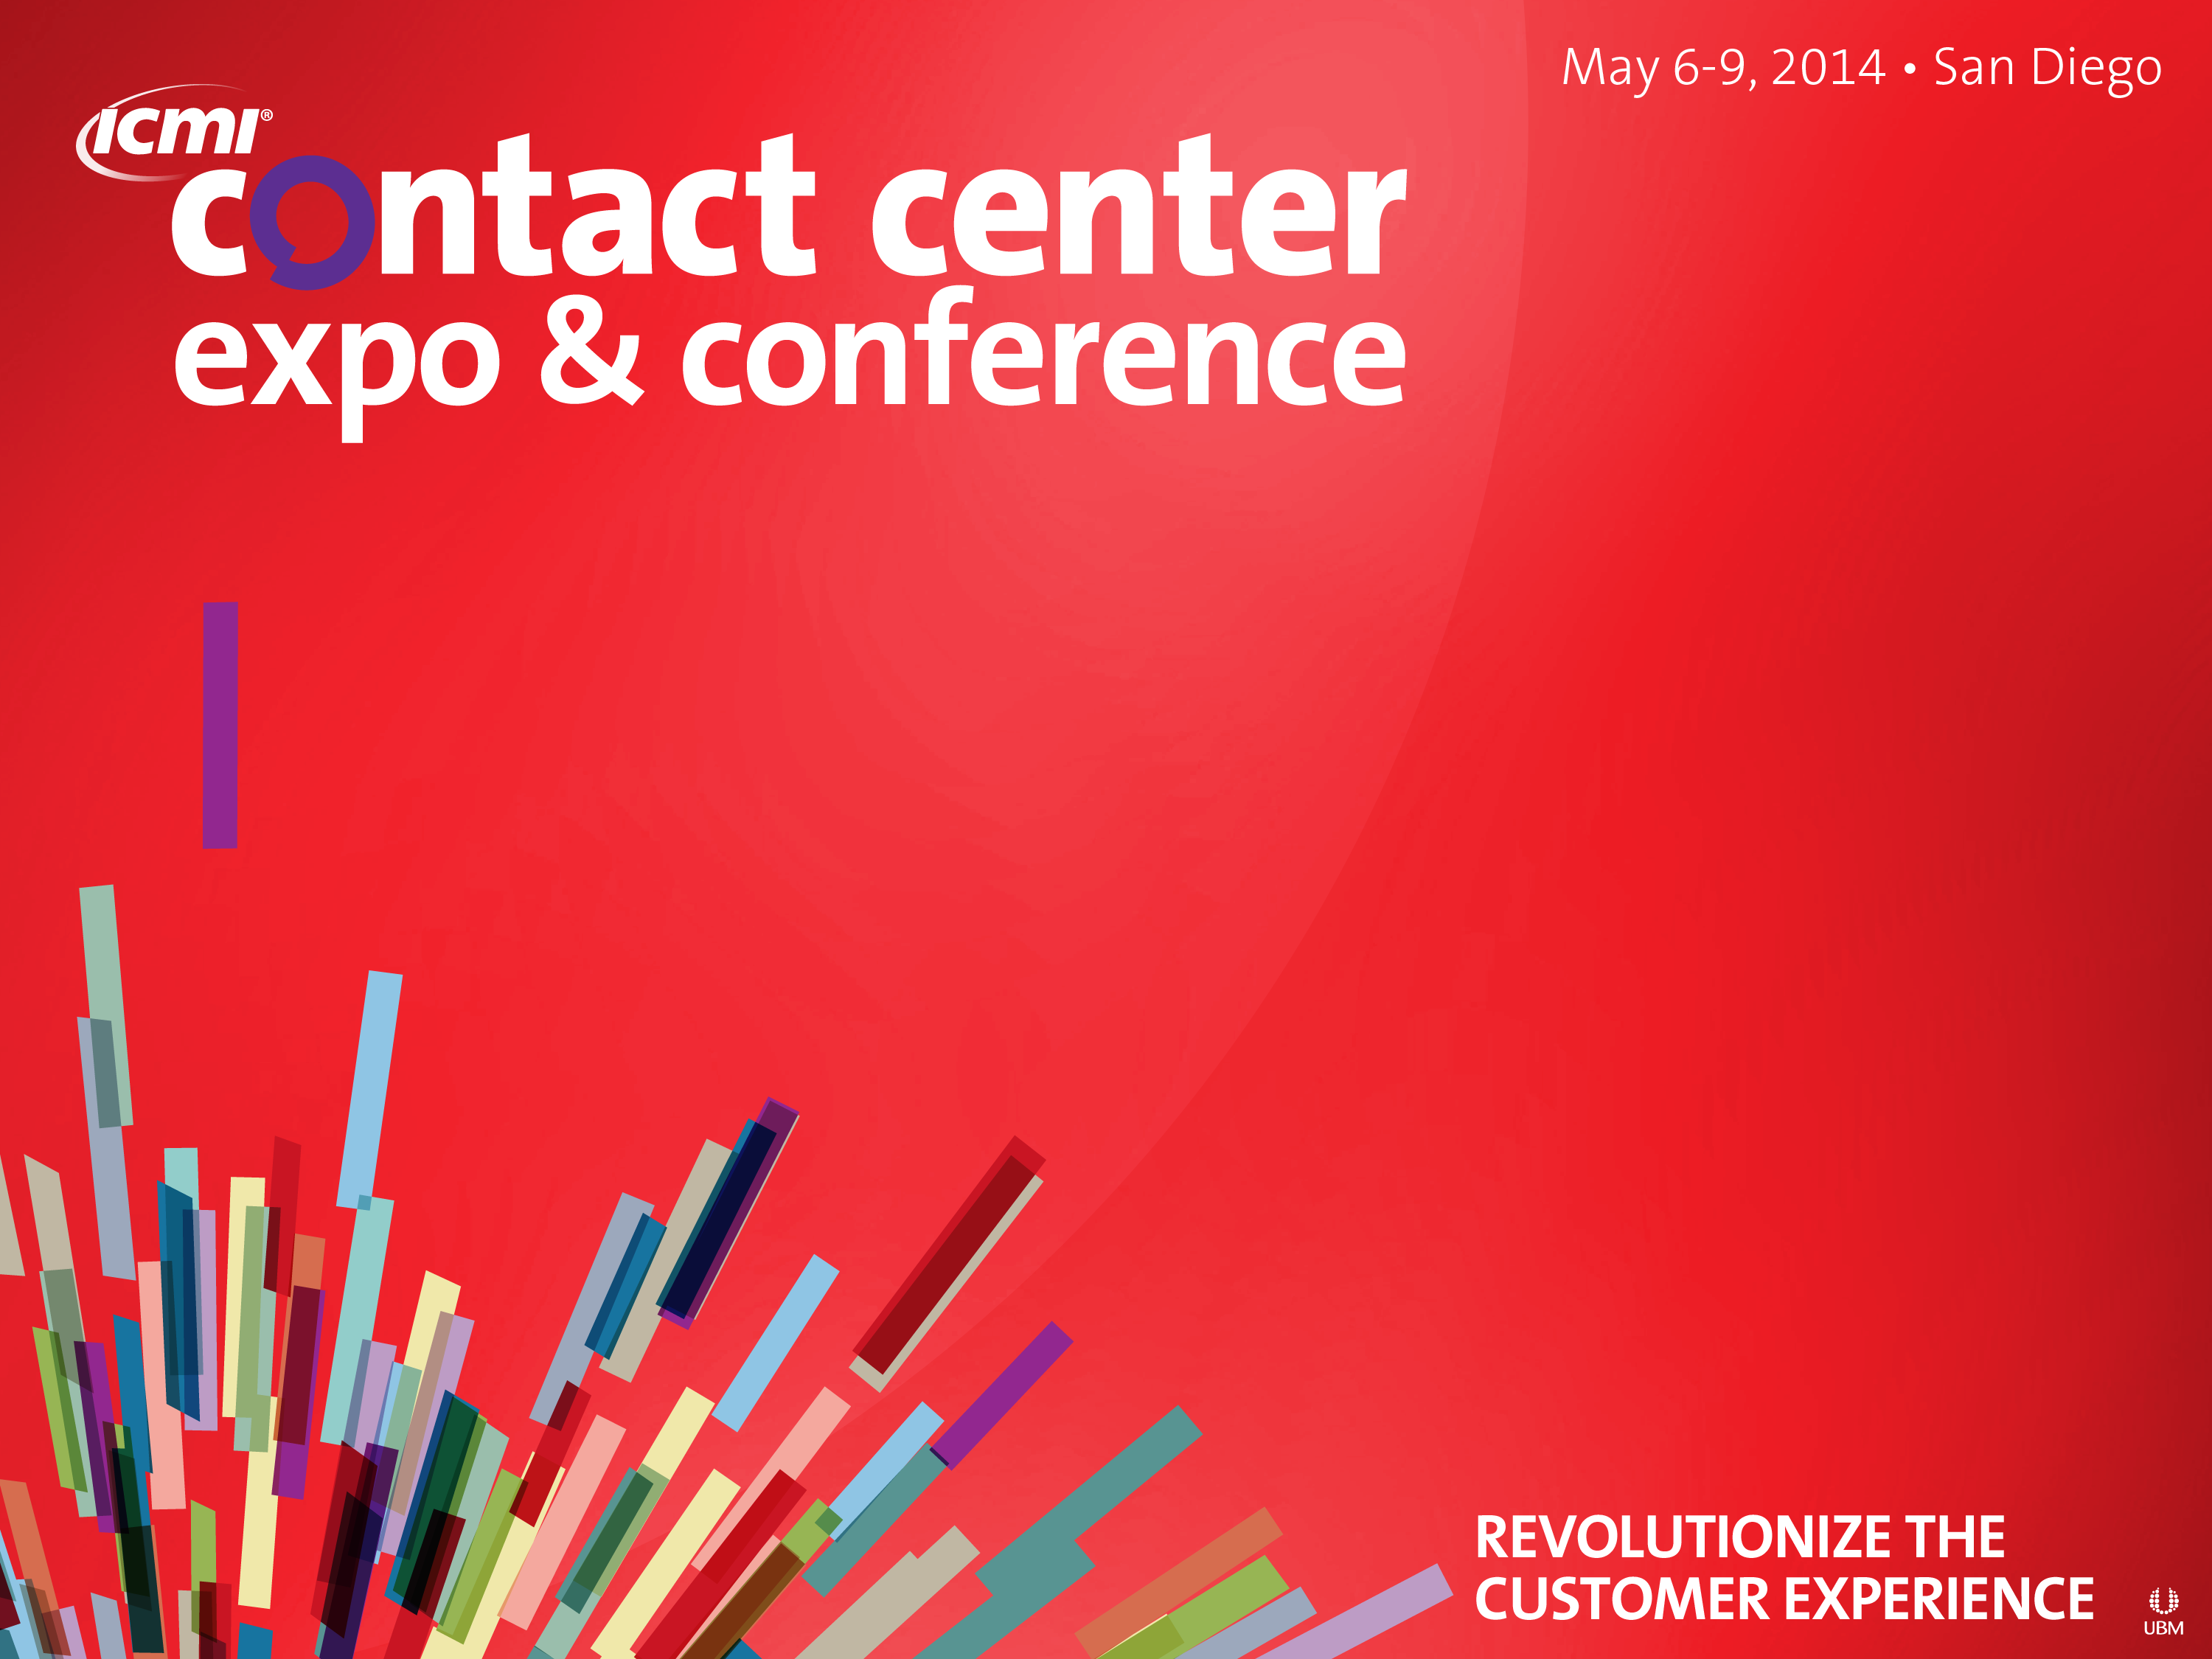 May 6-9, 2014 • San Diego
icmi®
contact center
expo & conference
REVOLUTIONIZE THE
CUSTOMER EXPERIENCE
UBM